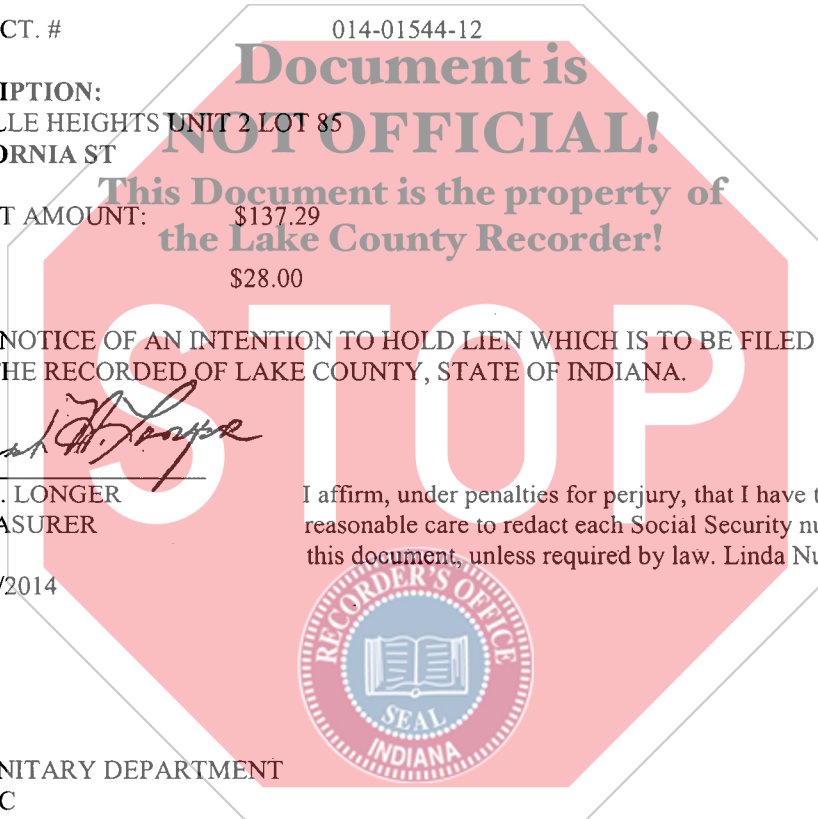 CT. # 014-01544-12
Document is
IPTION:
LLE HEIGHTS UNIT 2 LOT 85
NOT OFFICIAL!
ORNIA ST
This Document is the property of
T AMOUNT: $137.29
the Lake County Recorder!
$28.00
NOTICE OF AN INTENTION TO HOLD LIEN WHICH IS TO BE FILED
HE RECORDED OF LAKE COUNTY, STATE OF INDIANA.
STOP
. LONGER I affirm, under penalties for perjury, that I have t
ASURER reasonable care to redact each Social Security nu
this document, unless required by law. Linda Nu
/2014
RECORDER'S OFFICE
SEAL
INDIANA
NITARY DEPARTMENT
C